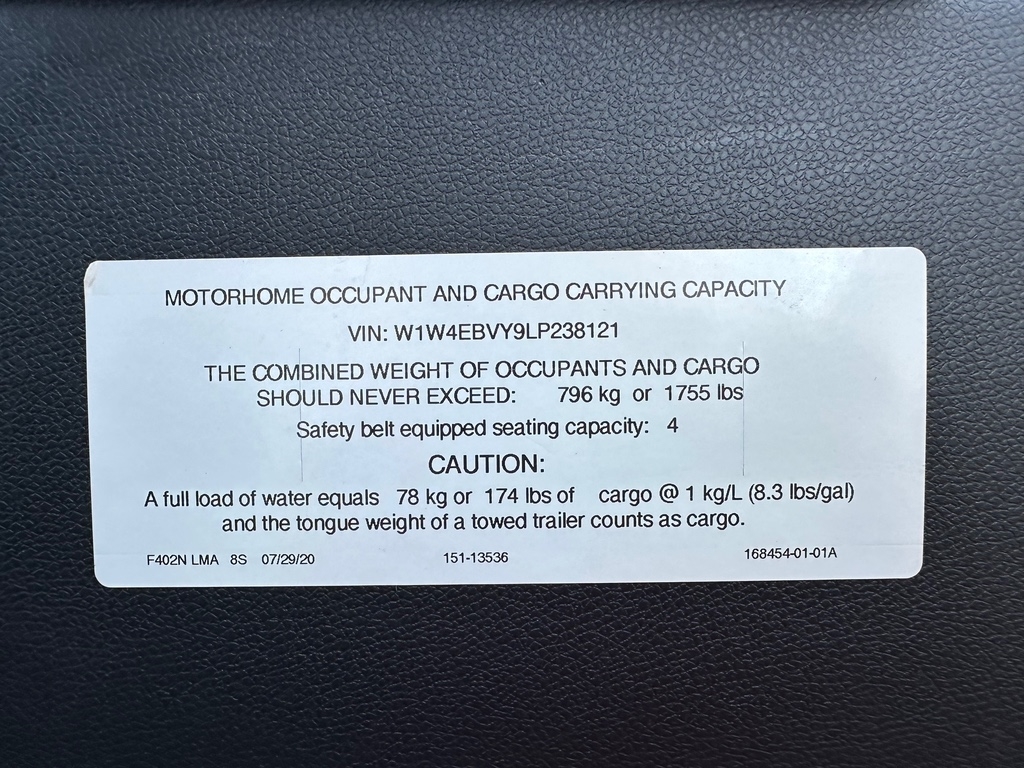 MOTORHOME OCCUPANT AND CARGO CARRYING CAPACITY
VIN: W1W4EBVY9LP238121
THE COMBINED WEIGHT OF OCCUPANTS AND CARGO
SHOULD NEVER EXCEED: 796 kg or 1755 lbs
Safety belt equipped seating capacity: 4
CAUTION:
A full load of water equals 78 kg or 174 lbs of cargo @ 1 kg/L (8.3 lbs/gal)
and the tongue weight of a towed trailer counts as cargo.
F402N LMA 8S 07/29/20 151-13536 168454-01-01A